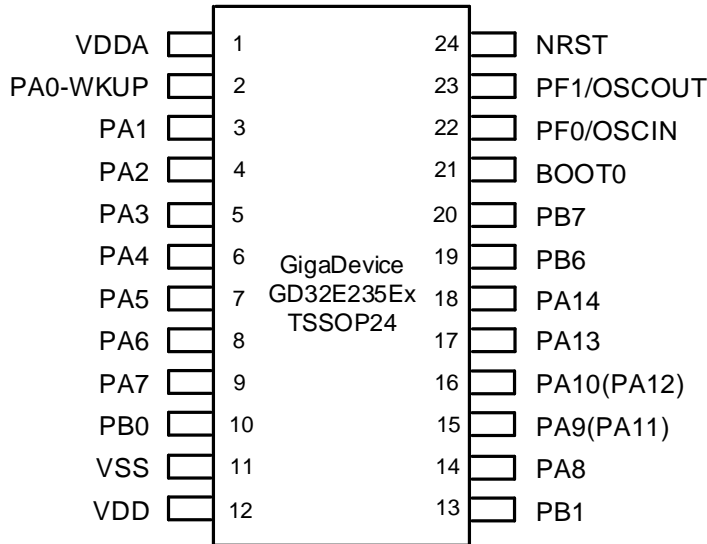 VDDA 1 24 NRST
PA0-WKUP 2 23 PF1/OSCOUT
PA1 3 22 PF0/OSCIN
PA2 4 21 BOOT0
PA3 5 20 PB7
PA4 6 19 PB6
GigaDevice
PA5 7 GD32E235Ex 18 PA14
TSSOP24
PA6 8 17 PA13
PA7 9 16 PA10(PA12)
PB0 10 15 PA9(PA11)
VSS 11 14 PA8
VDD 12 13 PB1